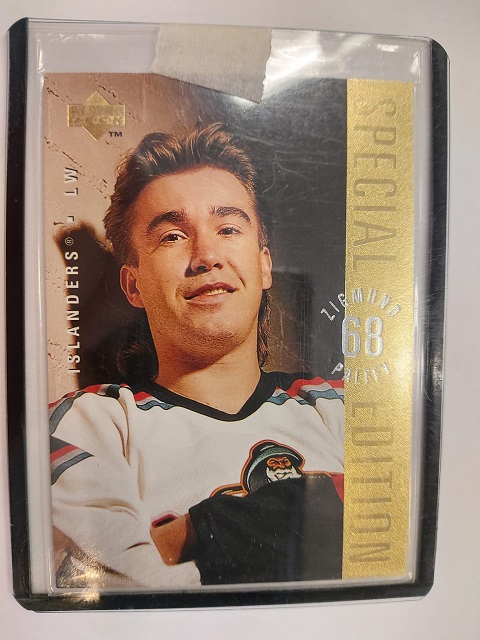 UPPER
DECK
™
ISLANDERS® - LW
SPECIAL EDITION
ZIGMUND
68
PALFFY